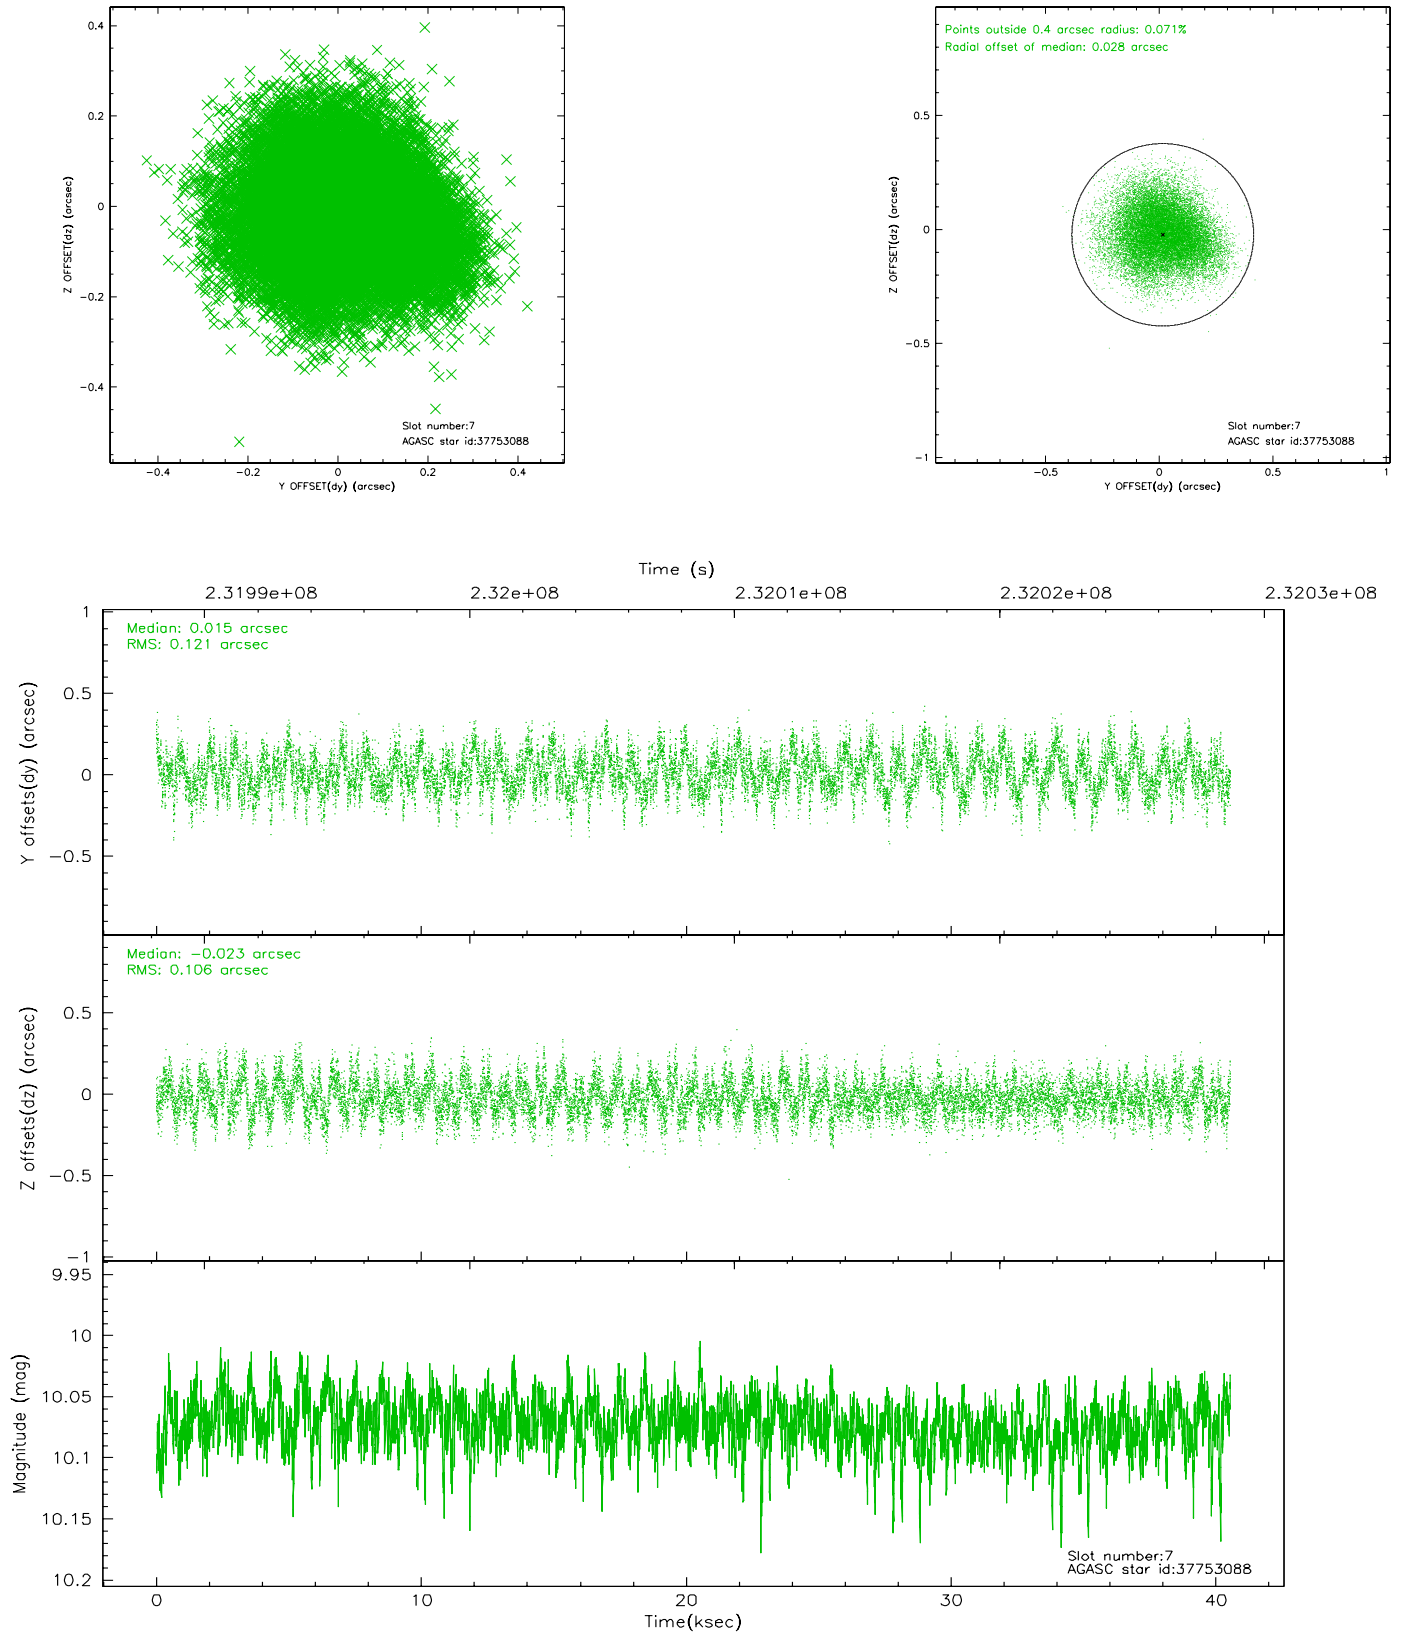 0.4
0.2
0
−0.2
−0.4
Z OFFSET(dz) (arcsec)
−0.4
−0.2
0
0.2
0.4
Y OFFSET(dy) (arcsec)
Slot number:7
AGASC star id:37753088
Points outside 0.4 arcsec radius: 0.071%
Radial offset of median: 0.028 arcsec
0.5
0
−0.5
−1
Z OFFSET(dz) (arcsec)
−0.5
0
0.5
1
Y OFFSET(dy) (arcsec)
Slot number:7
AGASC star id:37753088
Time (s)
2.3199e+08
2.32e+08
2.3201e+08
2.3202e+08
2.3203e+08
Median: 0.015 arcsec
RMS: 0.121 arcsec
1
0.5
0
−0.5
Y offsets(dy) (arcsec)
Median: −0.023 arcsec
RMS: 0.106 arcsec
0.5
0
−0.5
−1
Z offsets(dz) (arcsec)
9.95
10
10.05
10.1
10.15
10.2
Magnitude (mag)
Slot number:7
AGASC star id:37753088
0
10
20
30
40
Time(ksec)